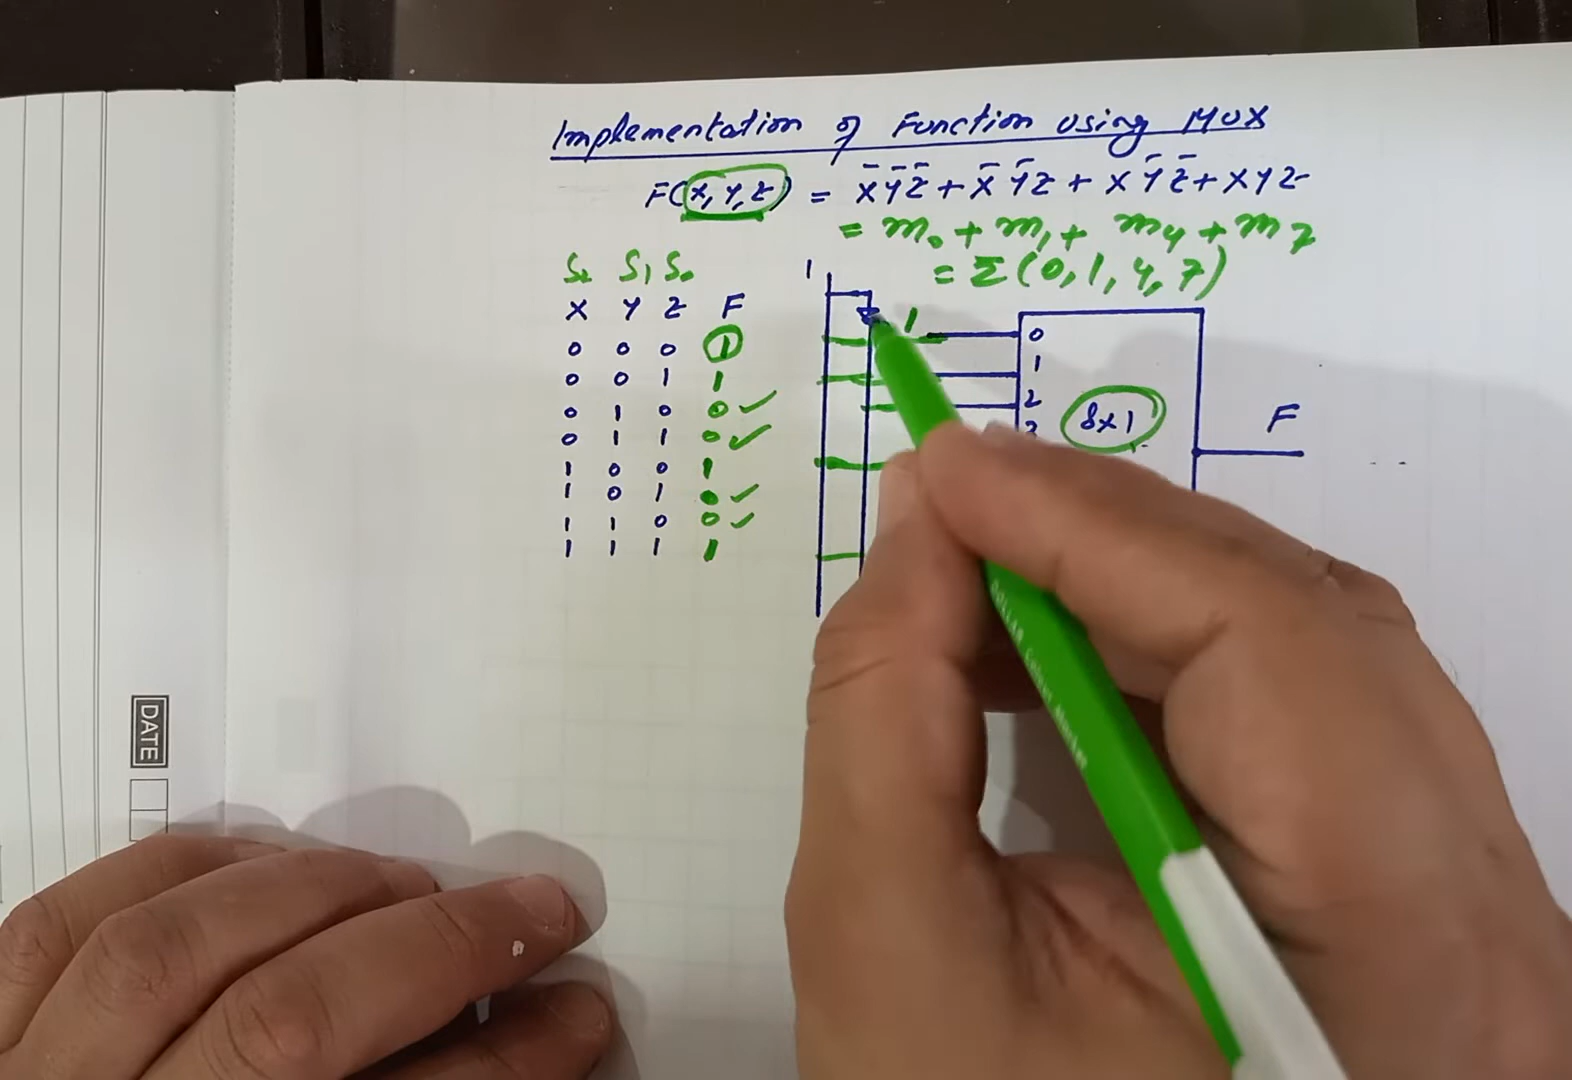 Implementation of Function using MUX
F(X,Y,Z) = X̄ȲZ̄ + X̄ȲZ + XȲZ̄ + XYZ
= m₀ + m₁ + m₄ + m₇
= Σ(0,1,4,7)
S₂ S₁ S₀
X Y Z F
0 0 0 1
0 0 1 1
0 1 0 0 ✓
0 1 1 0 ✓
1 0 0 1
1 0 1 0 ✓
1 1 0 0 ✓
1 1 1 1
1
1
0
1
2
3
8x1
F
DATE